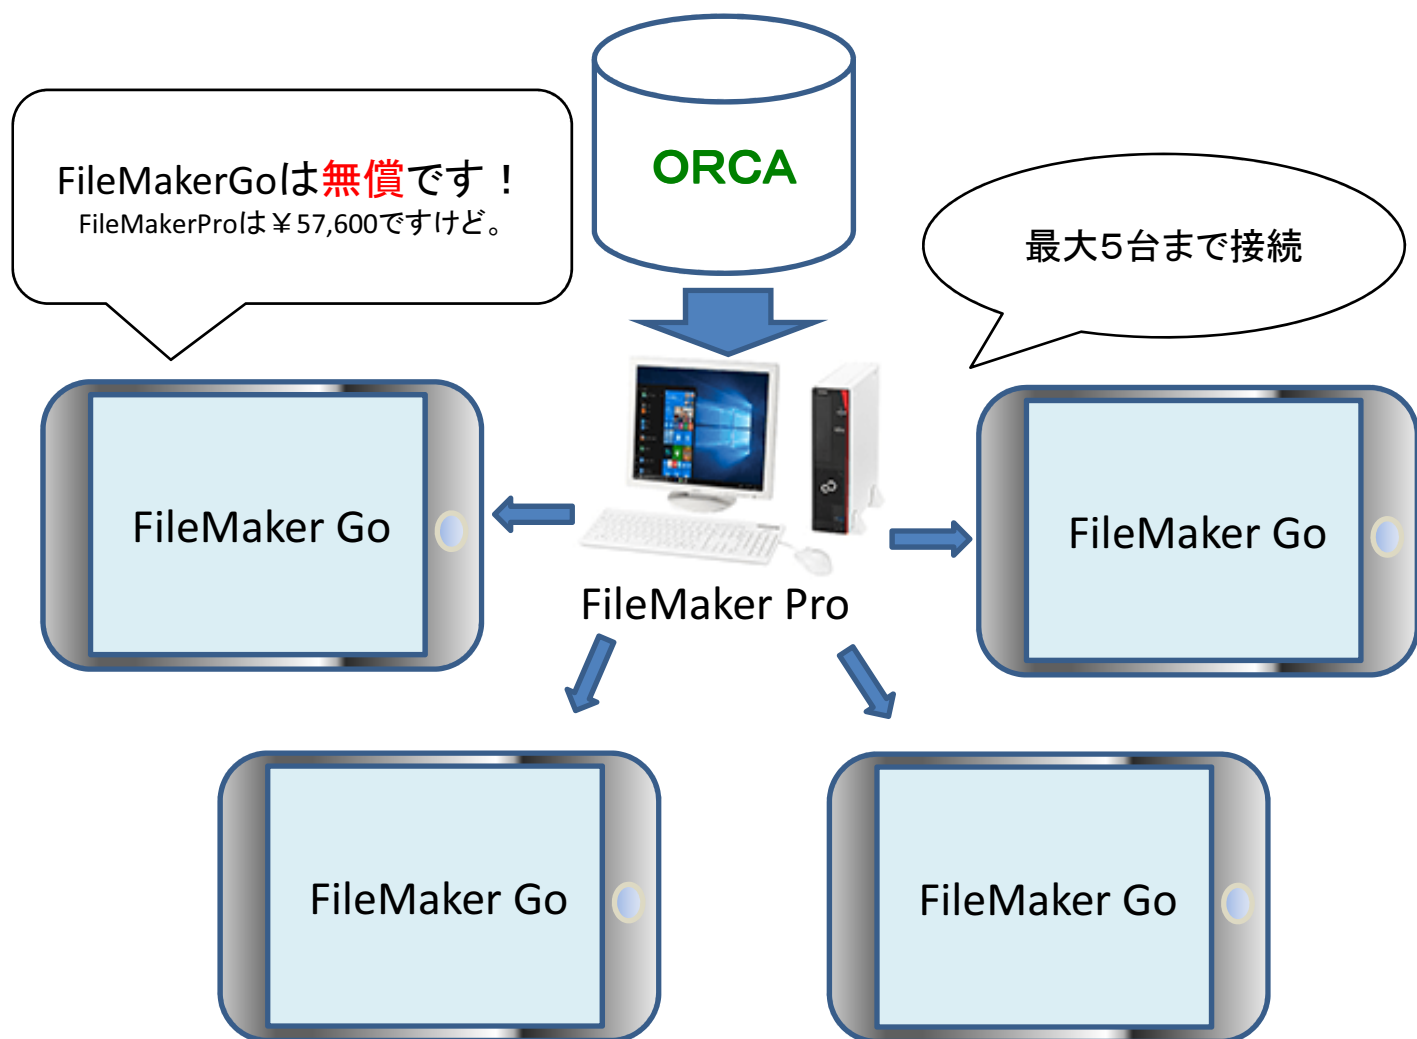 ORCA
FileMakerGoは無償です！
FileMakerProは￥57,600ですけど。
最大５台まで接続
FileMaker Go
FileMaker Go
FileMaker Pro
FileMaker Go
FileMaker Go